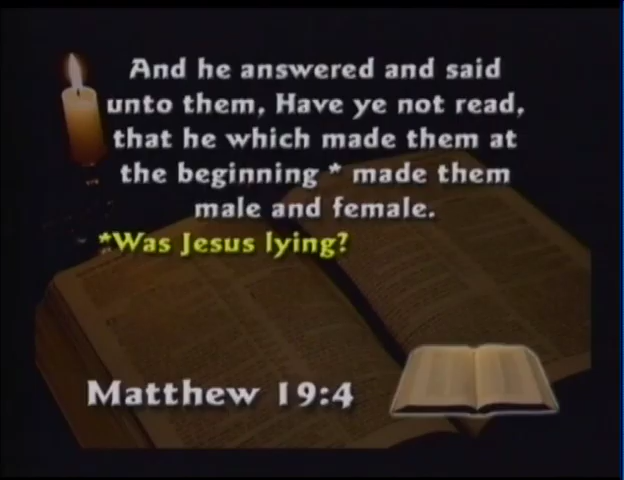 And he answered and said
unto them, Have ye not read,
that he which made them at
the beginning * made them
male and female.
*Was Jesus lying?
Matthew 19:4